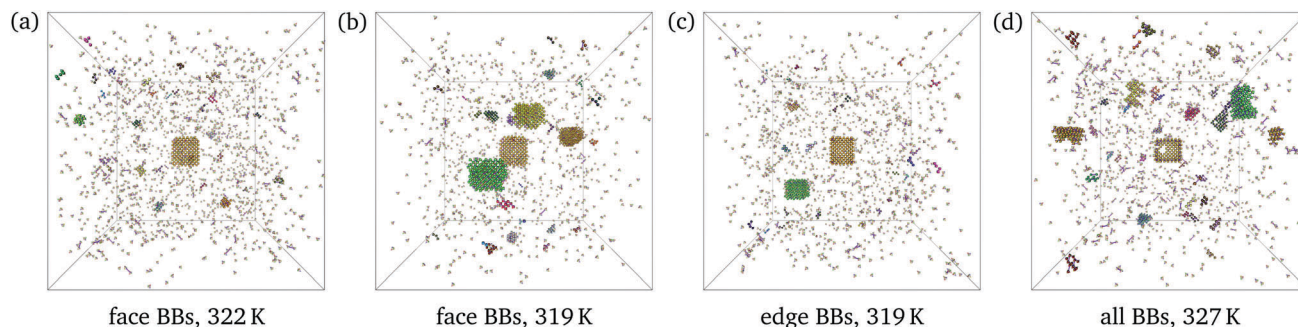 (a)
(b)
(c)
(d)
face BBs, 322 K
face BBs, 319 K
edge BBs, 319 K
all BBs, 327 K